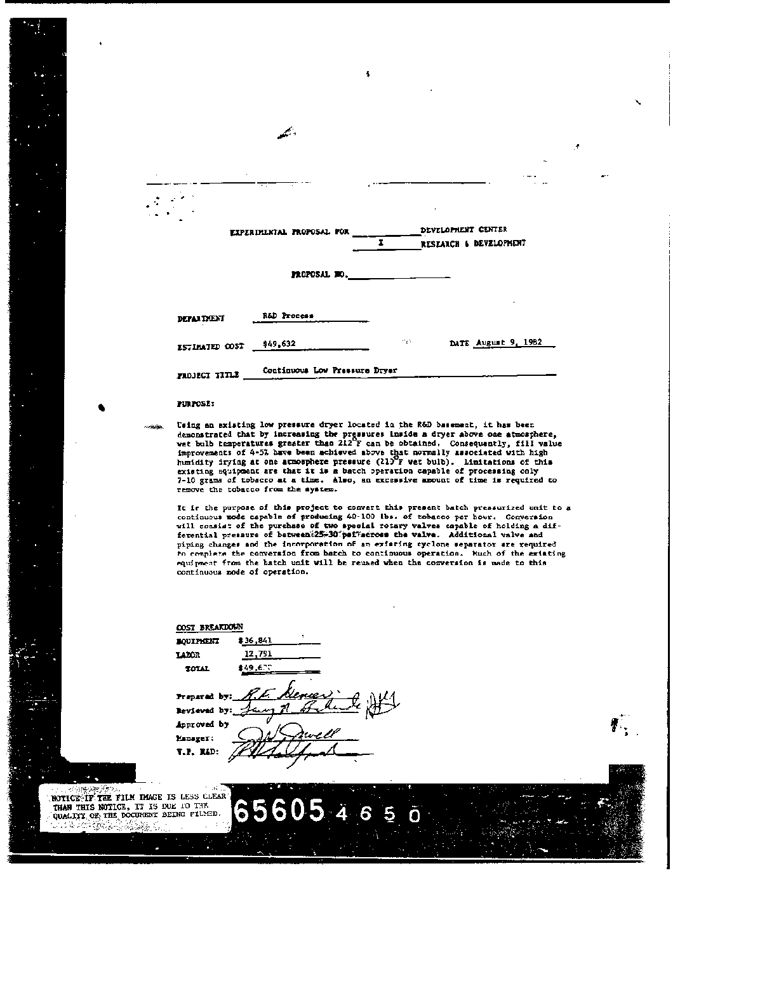 EXPERIMENTAL PROPOSAL FOR DEVELOPMENT CENTER
X RESEARCH & DEVELOPMENT
PROPOSAL NO.
DEPARTMENT R&D Process
ESTIMATED COST $49,632 DATE August 9, 1982
PROJECT TITLE Continuous Low Pressure Dryer
PURPOSE:
Using an existing low pressure dryer located in the R&D basement, it has been
demonstrated that by increasing the pressures inside a dryer above one atmosphere,
wet bulb temperatures greater than 212°F can be obtained. Consequently, fill value
improvements of 4-5% have been achieved above that normally associated with high
humidity drying at one atmosphere pressure (212°F wet bulb). Limitations of this
existing equipment are that it is a batch operation capable of processing only
7-10 grams of tobacco at a time. Also, an excessive amount of time is required to
remove the tobacco from the system.
It is the purpose of this project to convert this present batch pressurized unit to a
continuous mode capable of producing 40-100 lbs. of tobacco per hour. Conversion
will consist of the purchase of two special rotary valves capable of holding a dif-
ferential pressure of between 25-30 psi across the valve. Additional valve and
piping changes and the incorporation of an existing cyclone separator are required
to complete the conversion from batch to continuous operation. Much of the existing
equipment from the batch unit will be reused when the conversion is made to this
continuous mode of operation.
COST BREAKDOWN
EQUIPMENT $36,841
LABOR 12,791
TOTAL
Prepared by: R.F.
Reviewed by:
Approved by
Manager:
V.P. R&D:
NOTICE-IF THE FILM IMAGE IS LESS CLEAR
THAN THIS NOTICE, IT IS DUE TO THE
QUALITY OF THE DOCUMENT BEING FILMED.
65605 4650